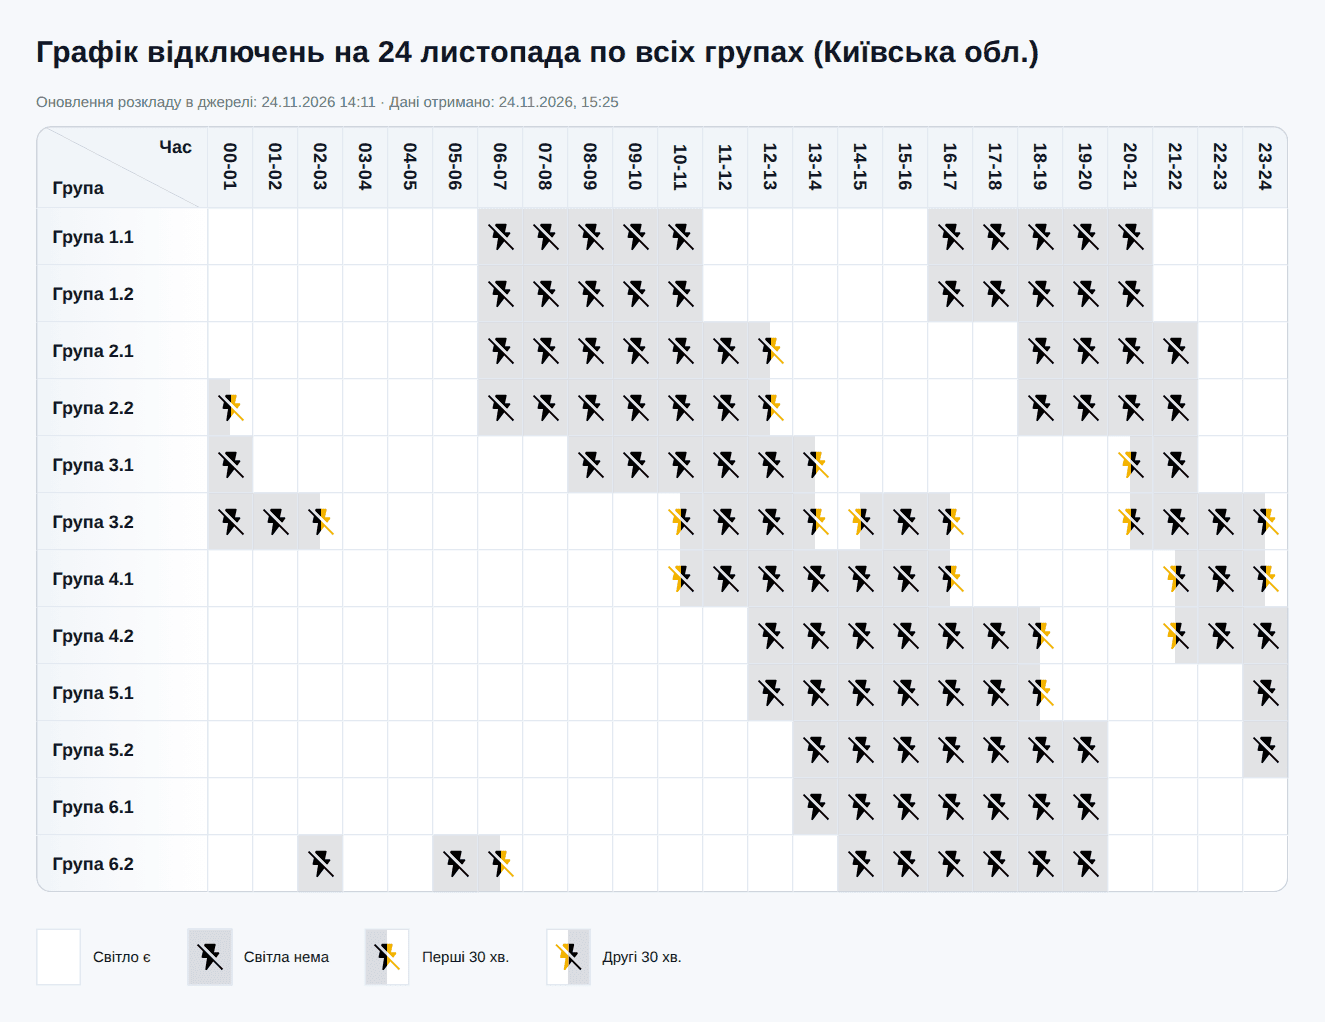 Графік відключень на 24 листопада по всіх групах (Київська обл.)
Оновлення розкладу в джерелі: 24.11.2026 14:11 · Дані отримано: 24.11.2026, 15:25
Час
Група
00-01 01-02 02-03 03-04 04-05 05-06 06-07 07-08 08-09 09-10 10-11 11-12 12-13 13-14 14-15 15-16 16-17 17-18 18-19 19-20 20-21 21-22 22-23 23-24
Група 1.1
Група 1.2
Група 2.1
Група 2.2
Група 3.1
Група 3.2
Група 4.1
Група 4.2
Група 5.1
Група 5.2
Група 6.1
Група 6.2
Світло є Світла нема Перші 30 хв. Другі 30 хв.